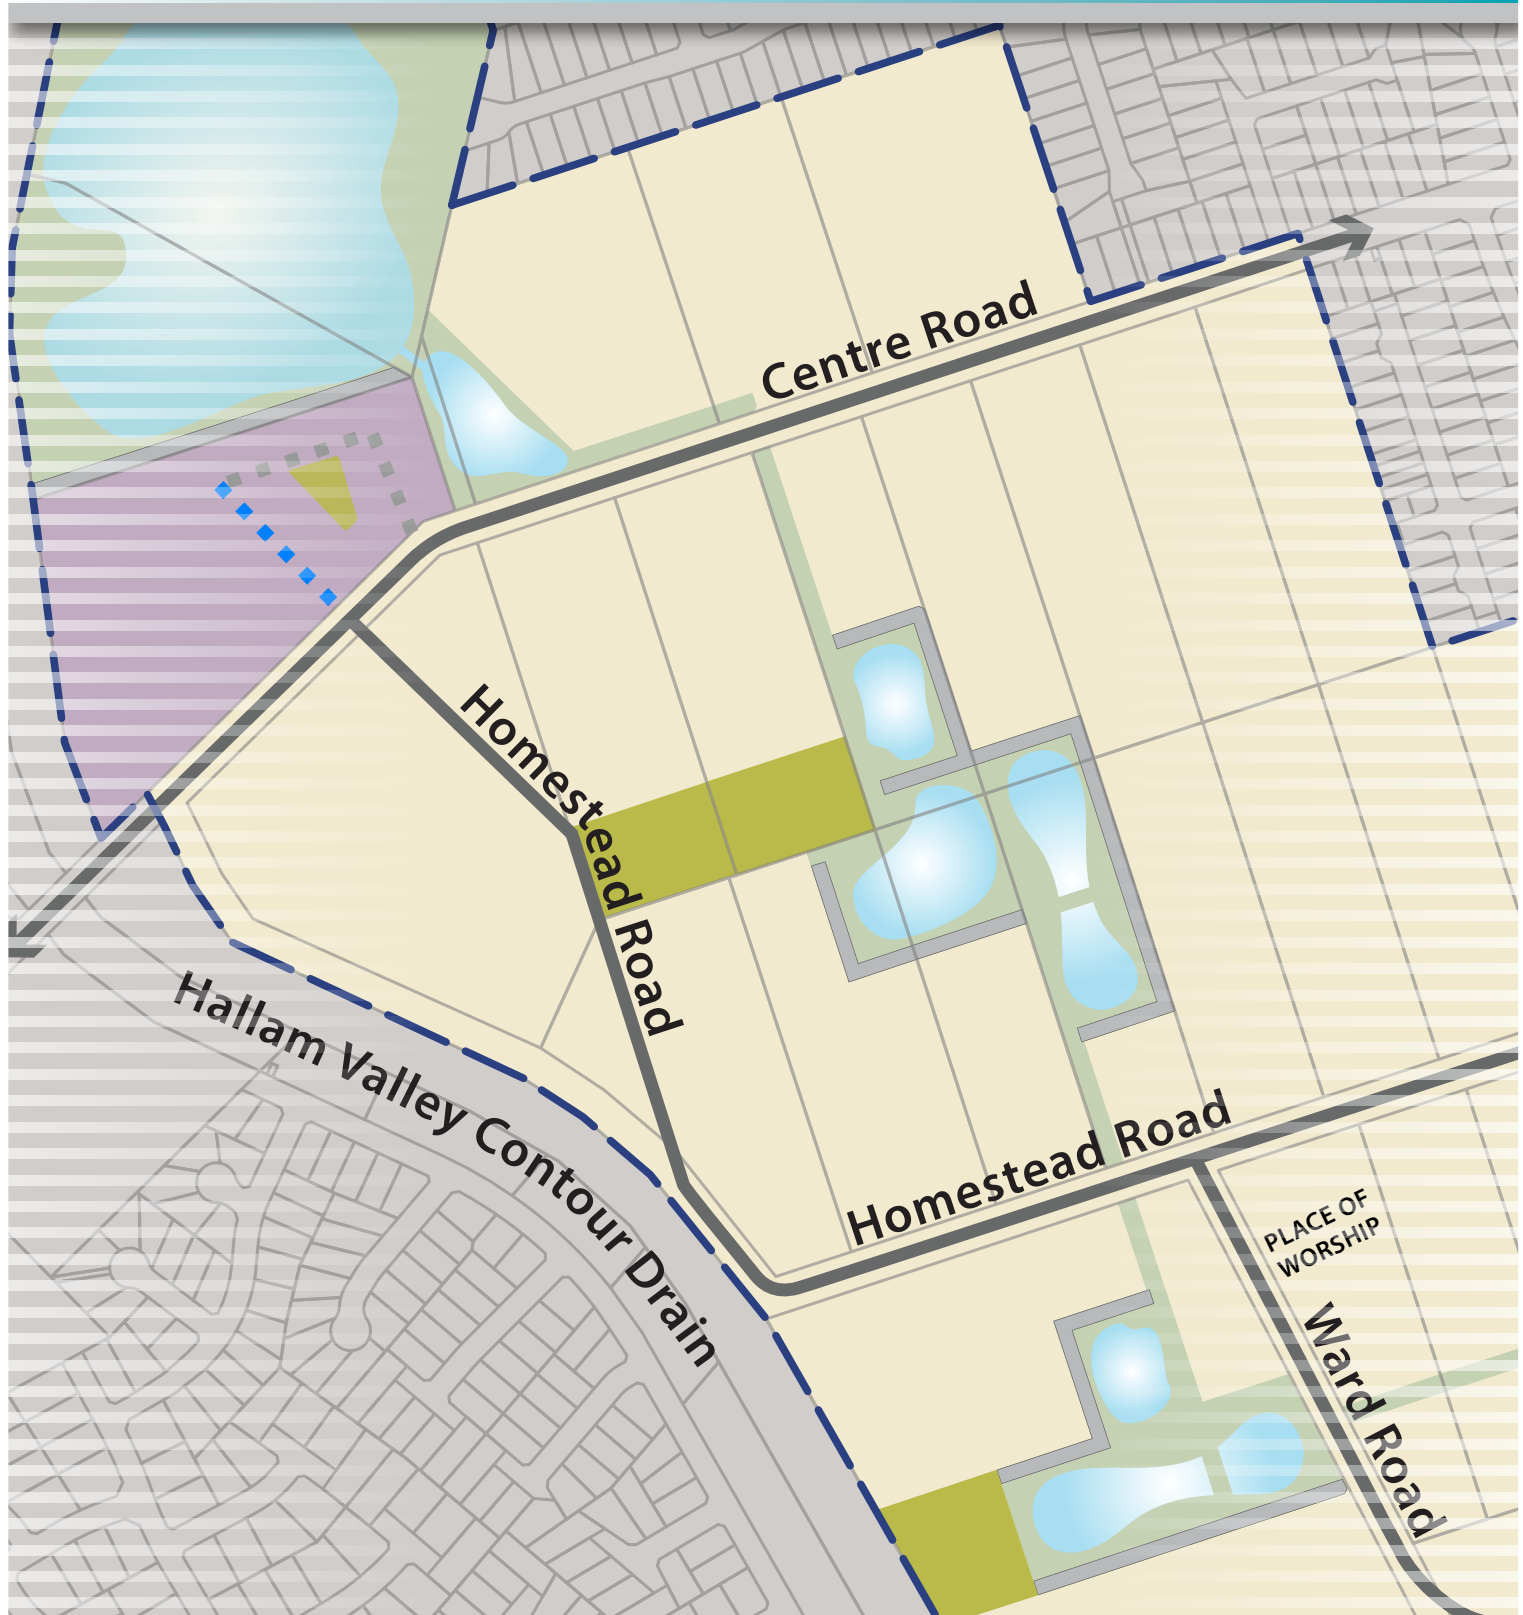 Centre Road
Homestead Road
Hallam Valley Contour Drain
Homestead Road
PLACE OF
WORSHIP
Ward Road